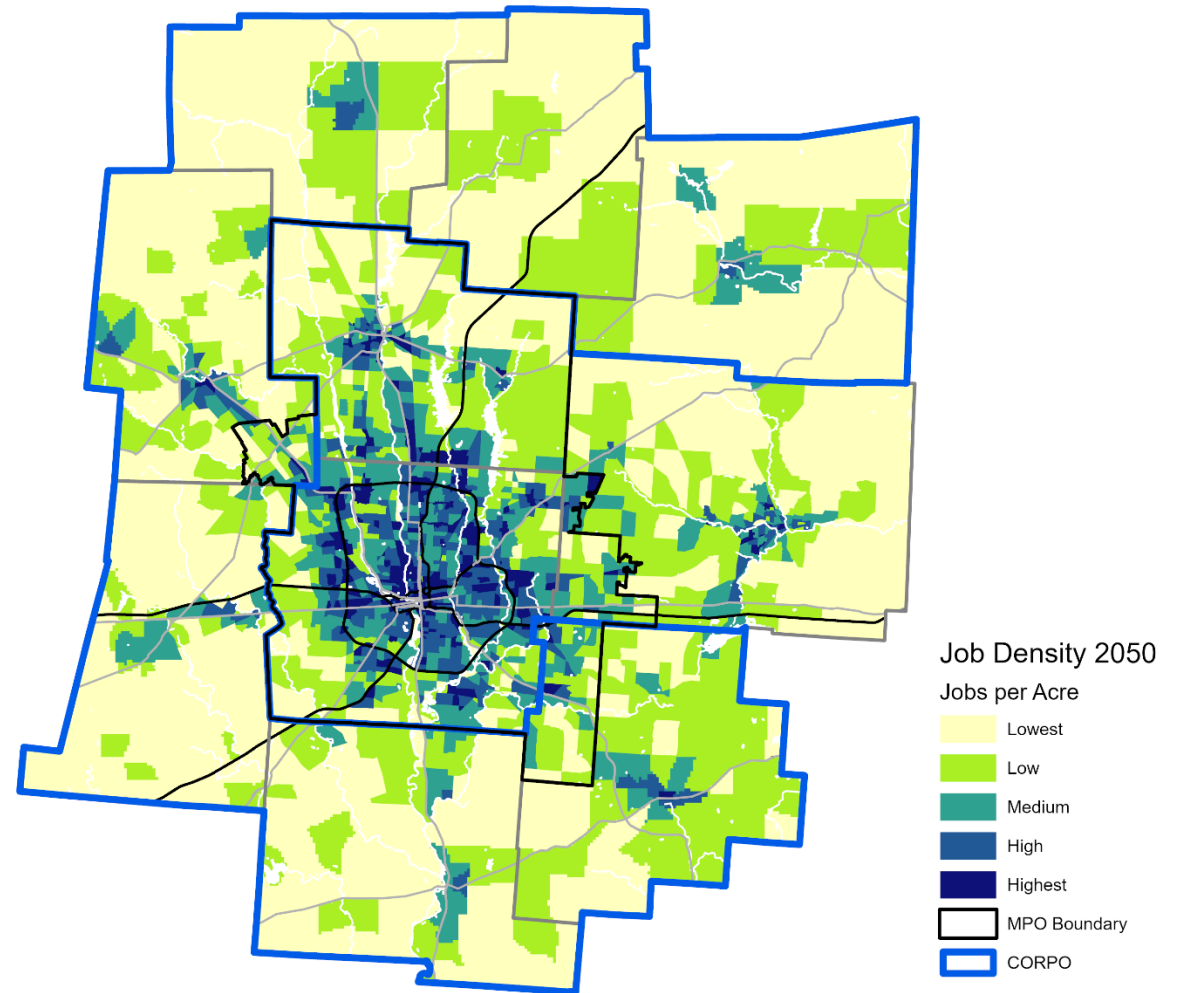 Job Density 2050
Jobs per Acre
Lowest
Low
Medium
High
Highest
MPO Boundary
CORPO